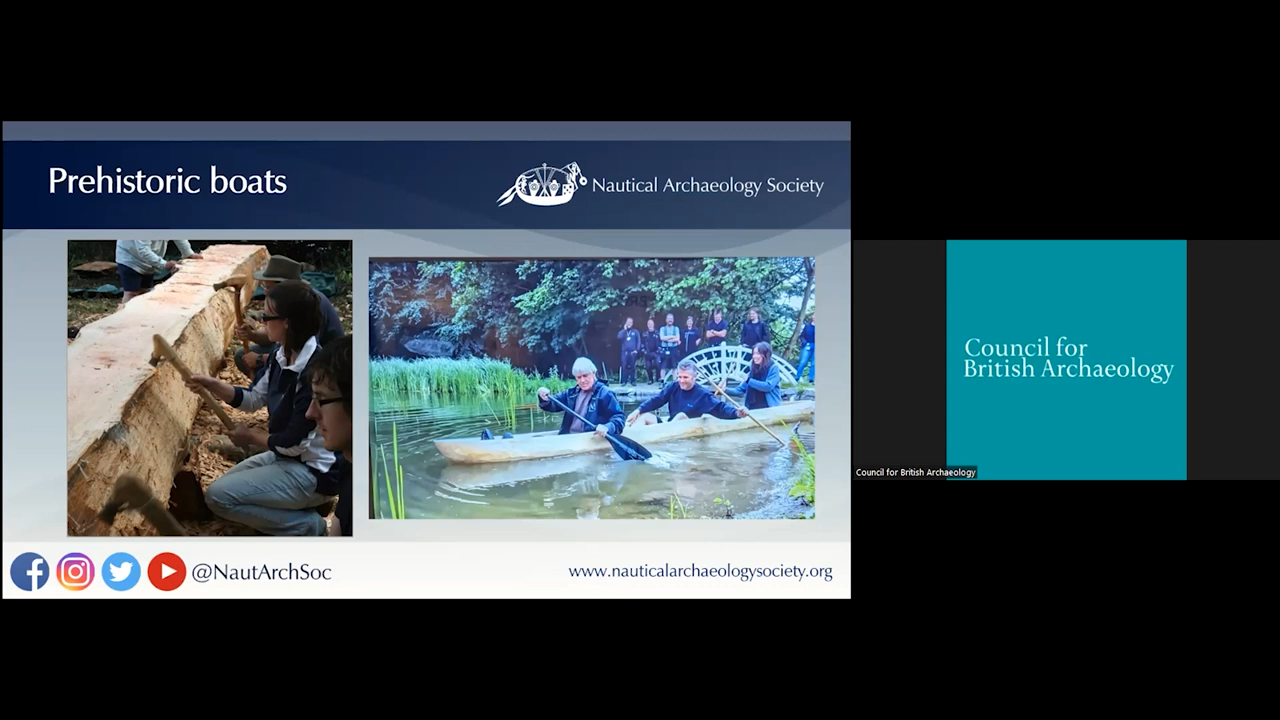 Prehistoric boats
Nautical Archaeology Society
@NautArchSoc
www.nauticalarchaeologysociety.org
Council for
British Archaeology
Council for British Archaeology